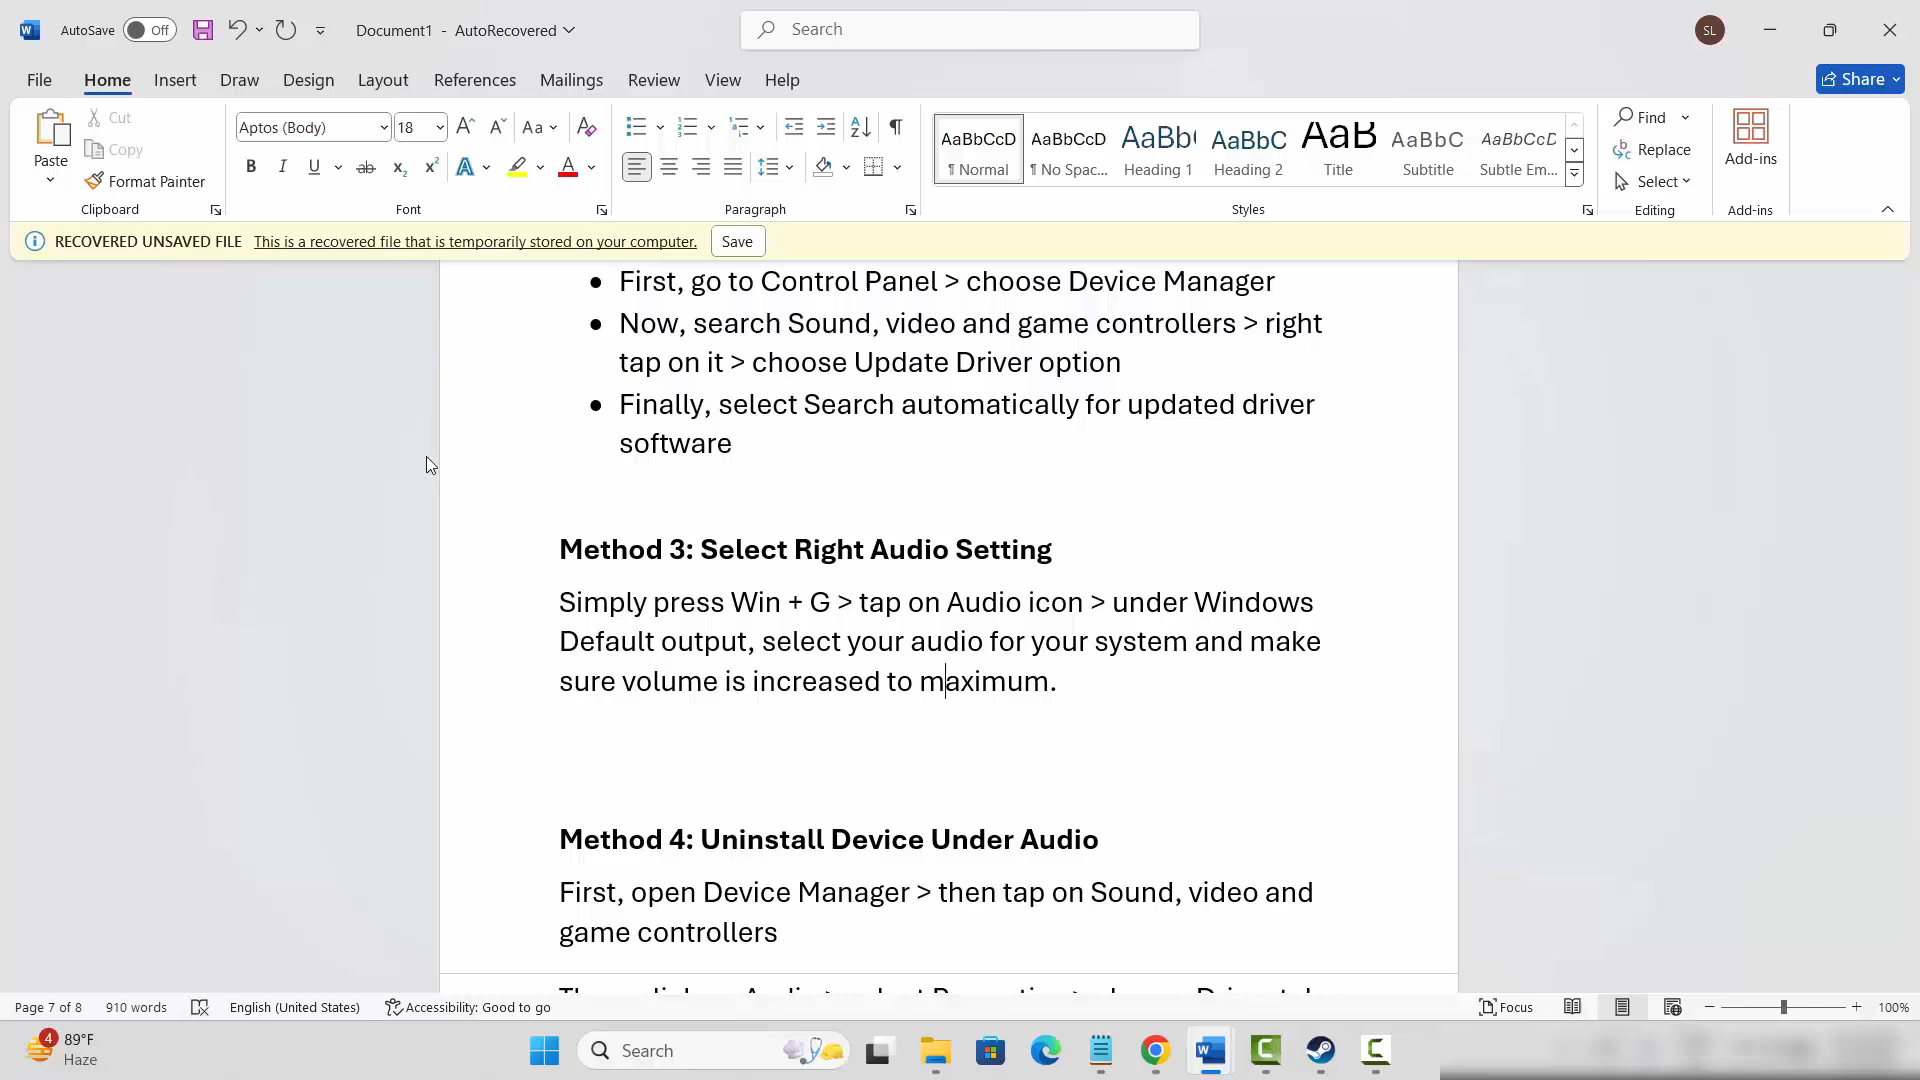 AutoSave Off Document1 - AutoRecovered Search SL
File Home Insert Draw Design Layout References Mailings Review View Help Share
Paste Cut Copy Format Painter
Clipboard
Aptos (Body) 18 Aa
B I U ab x₂ x² A A
Font
Paragraph
AaBbCcD AaBbCcD AaBb( AaBbC AaB AaBbC AaBbCcD
¶ Normal ¶ No Spac... Heading 1 Heading 2 Title Subtitle Subtle Em...
Styles
Find Replace Select
Editing
Add-ins
Add-ins
RECOVERED UNSAVED FILE This is a recovered file that is temporarily stored on your computer. Save
• First, go to Control Panel > choose Device Manager
• Now, search Sound, video and game controllers > right
tap on it > choose Update Driver option
• Finally, select Search automatically for updated driver
software
Method 3: Select Right Audio Setting
Simply press Win + G > tap on Audio icon > under Windows
Default output, select your audio for your system and make
sure volume is increased to maximum.
Method 4: Uninstall Device Under Audio
First, open Device Manager > then tap on Sound, video and
game controllers
Page 7 of 8 910 words English (United States) Accessibility: Good to go Focus 100%
4 89°F
Haze
Search